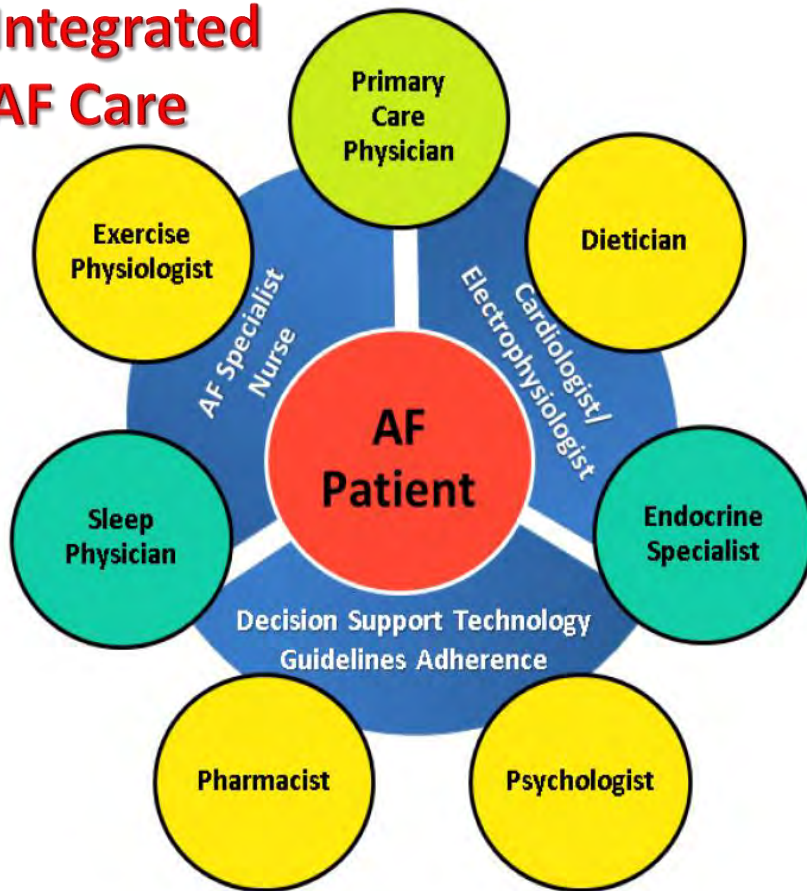 Integrated
AF Care
Primary
Care
Physician
Exercise
Physiologist
Dietician
AF Specialist
Nurse
Cardiologist/
Electrophysiologist
AF
Patient
Sleep
Physician
Endocrine
Specialist
Decision Support Technology
Guidelines Adherence
Pharmacist
Psychologist